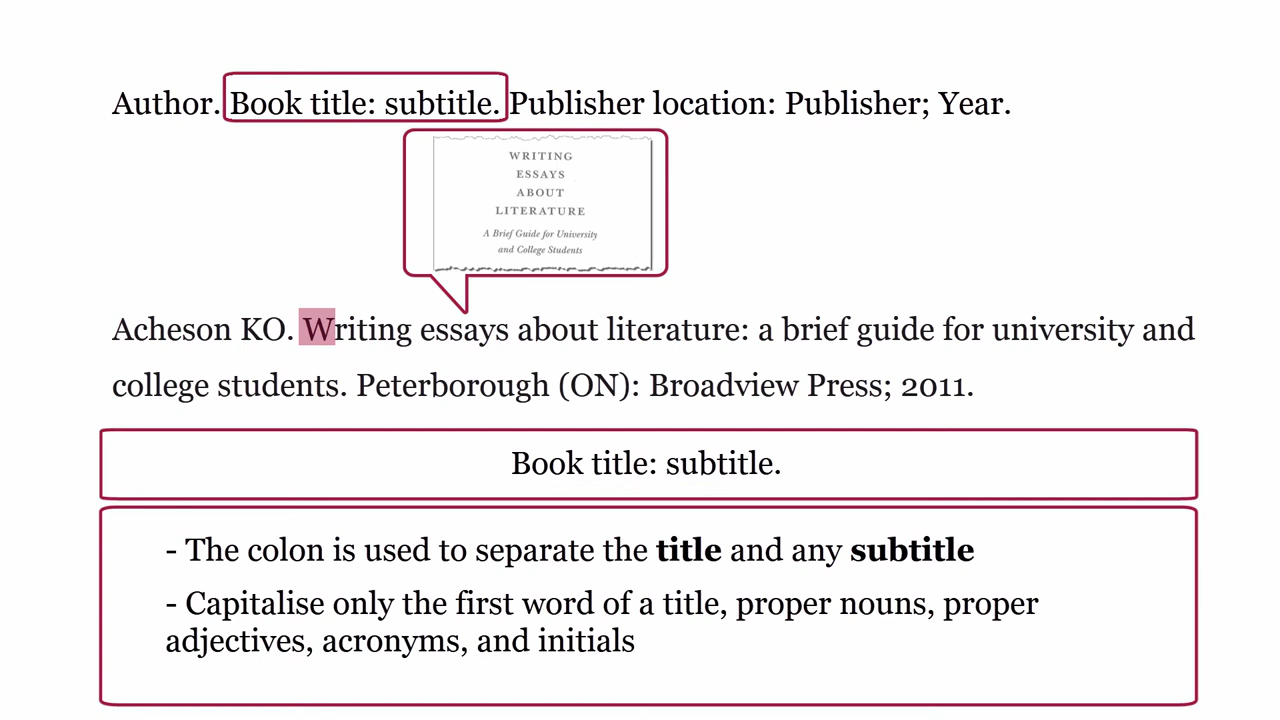 Author. Book title: subtitle. Publisher location: Publisher; Year.
WRITING
ESSAYS
ABOUT
LITERATURE
A Brief Guide for University
and College Students
Acheson KO. Writing essays about literature: a brief guide for university and
college students. Peterborough (ON): Broadview Press; 2011.
Book title: subtitle.
- The colon is used to separate the title and any subtitle
- Capitalise only the first word of a title, proper nouns, proper
adjectives, acronyms, and initials